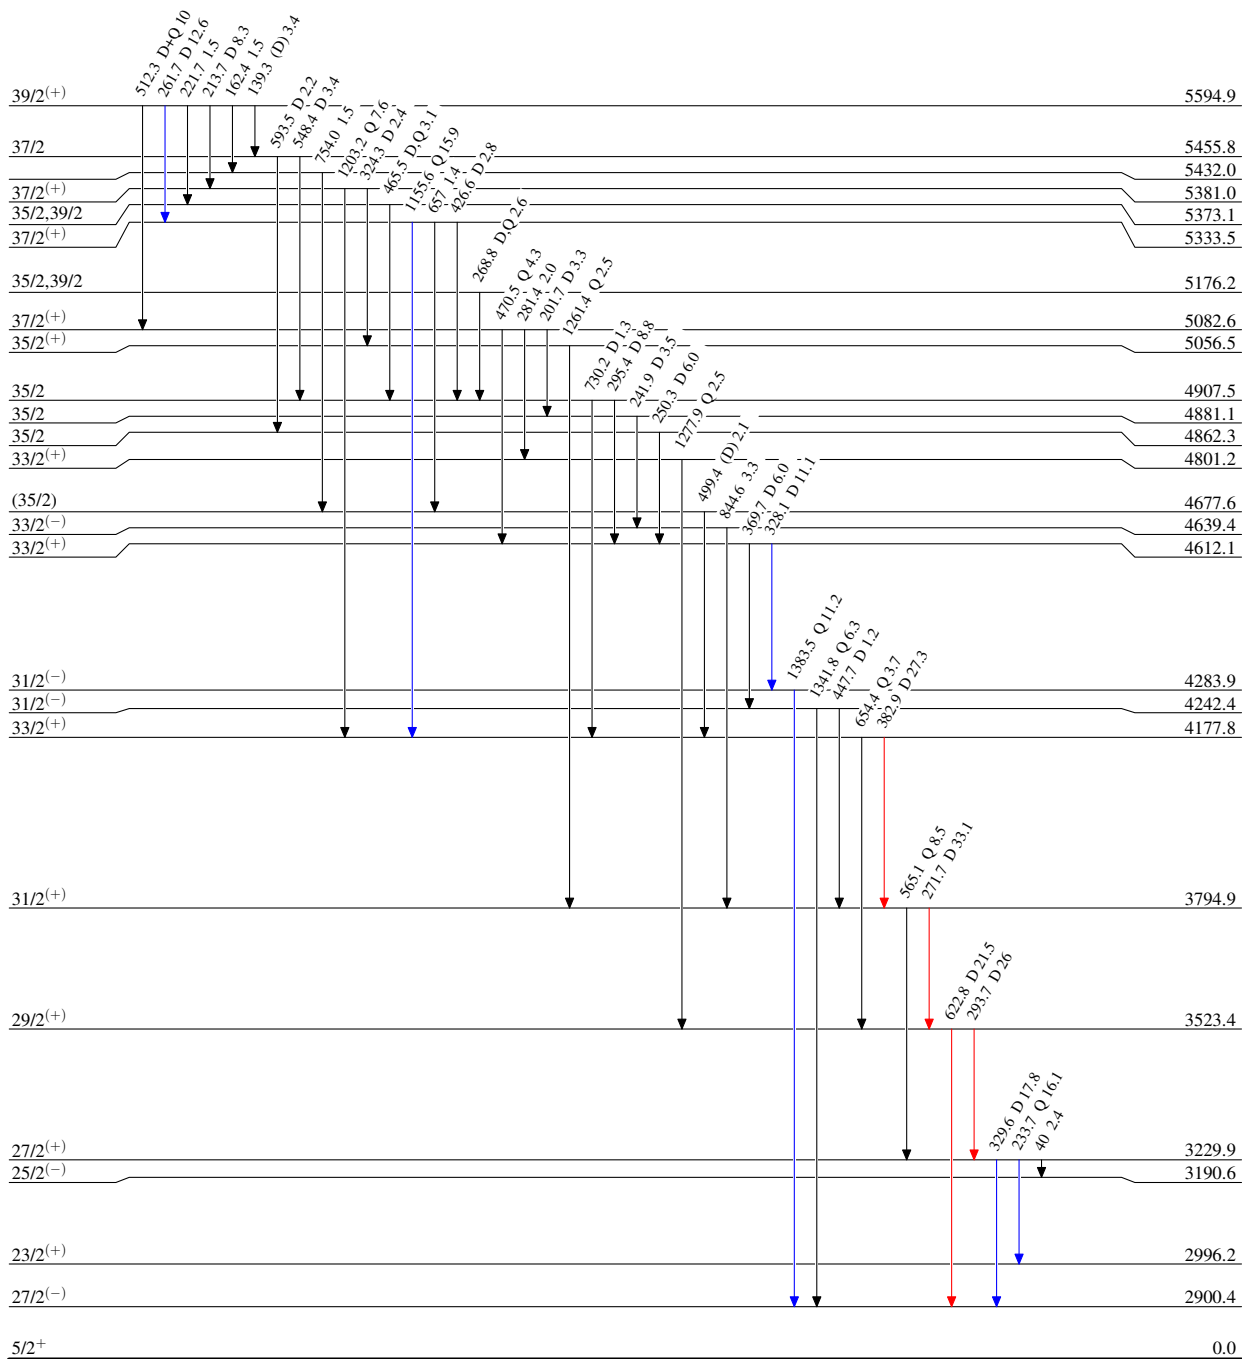 512.3 D+Q 10
261.7 D 12.6
221.7 1.5
213.7 D 8.3
162.4 1.5
139.3 (D) 3.4
39/2(+) 5594.9
593.5 D 2.2
548.4 D 3.4
37/2 5455.8
754.0 1.5
5432.0
1203.2 Q 7.6
324.3 D 2.4
37/2(+) 5381.0
465.5 D,Q 3.1
35/2,39/2 5373.1
1155.6 Q 15.9
657 1.4
426.6 D 2.8
37/2(+) 5333.5
268.8 D,Q 2.6
35/2,39/2 5176.2
470.5 Q 4.3
281.4 2.0
201.7 D 3.3
37/2(+) 5082.6
1261.4 Q 2.5
35/2(+) 5056.5
730.2 D 1.3
295.4 D 8.8
35/2 4907.5
241.9 D 3.5
35/2 4881.1
250.3 D 6.0
35/2 4862.3
1277.9 Q 2.5
33/2(+) 4801.2
499.4 (D) 2.1
(35/2) 4677.6
844.6 3.3
33/2(−) 4639.4
369.7 D 6.0
328.1 D 11.1
33/2(+) 4612.1
1383.5 Q 11.2
31/2(−) 4283.9
1341.8 Q 6.3
447.7 D 1.2
31/2(−) 4242.4
654.4 Q 3.7
382.9 D 27.3
33/2(+) 4177.8
565.1 Q 8.5
271.7 D 33.1
31/2(+) 3794.9
622.8 D 21.5
293.7 D 26
29/2(+) 3523.4
329.6 D 17.8
233.7 Q 16.1
40 2.4
27/2(+) 3229.9
25/2(−) 3190.6
23/2(+) 2996.2
27/2(−) 2900.4
5/2+ 0.0